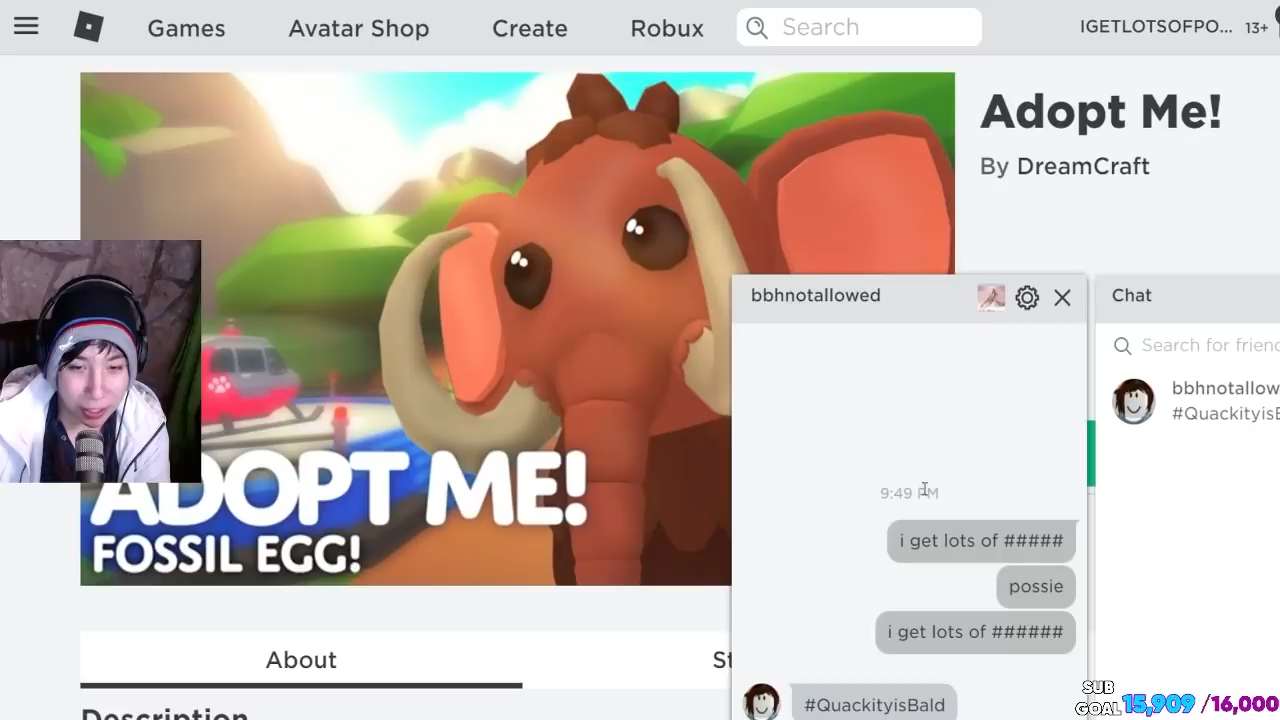 Games
Avatar Shop
Create
Robux
Search
IGETLOTSOFPO...
13+
Adopt Me!
By DreamCraft
ADOPT ME!
FOSSIL EGG!
bbhnotallowed
9:49 PM
i get lots of #####
possie
i get lots of ######
#QuackityisBald
Chat
Search for frien
bbhnotallow
#Quackityis
About
St
Description
SUB
GOAL 15,909 /16,000